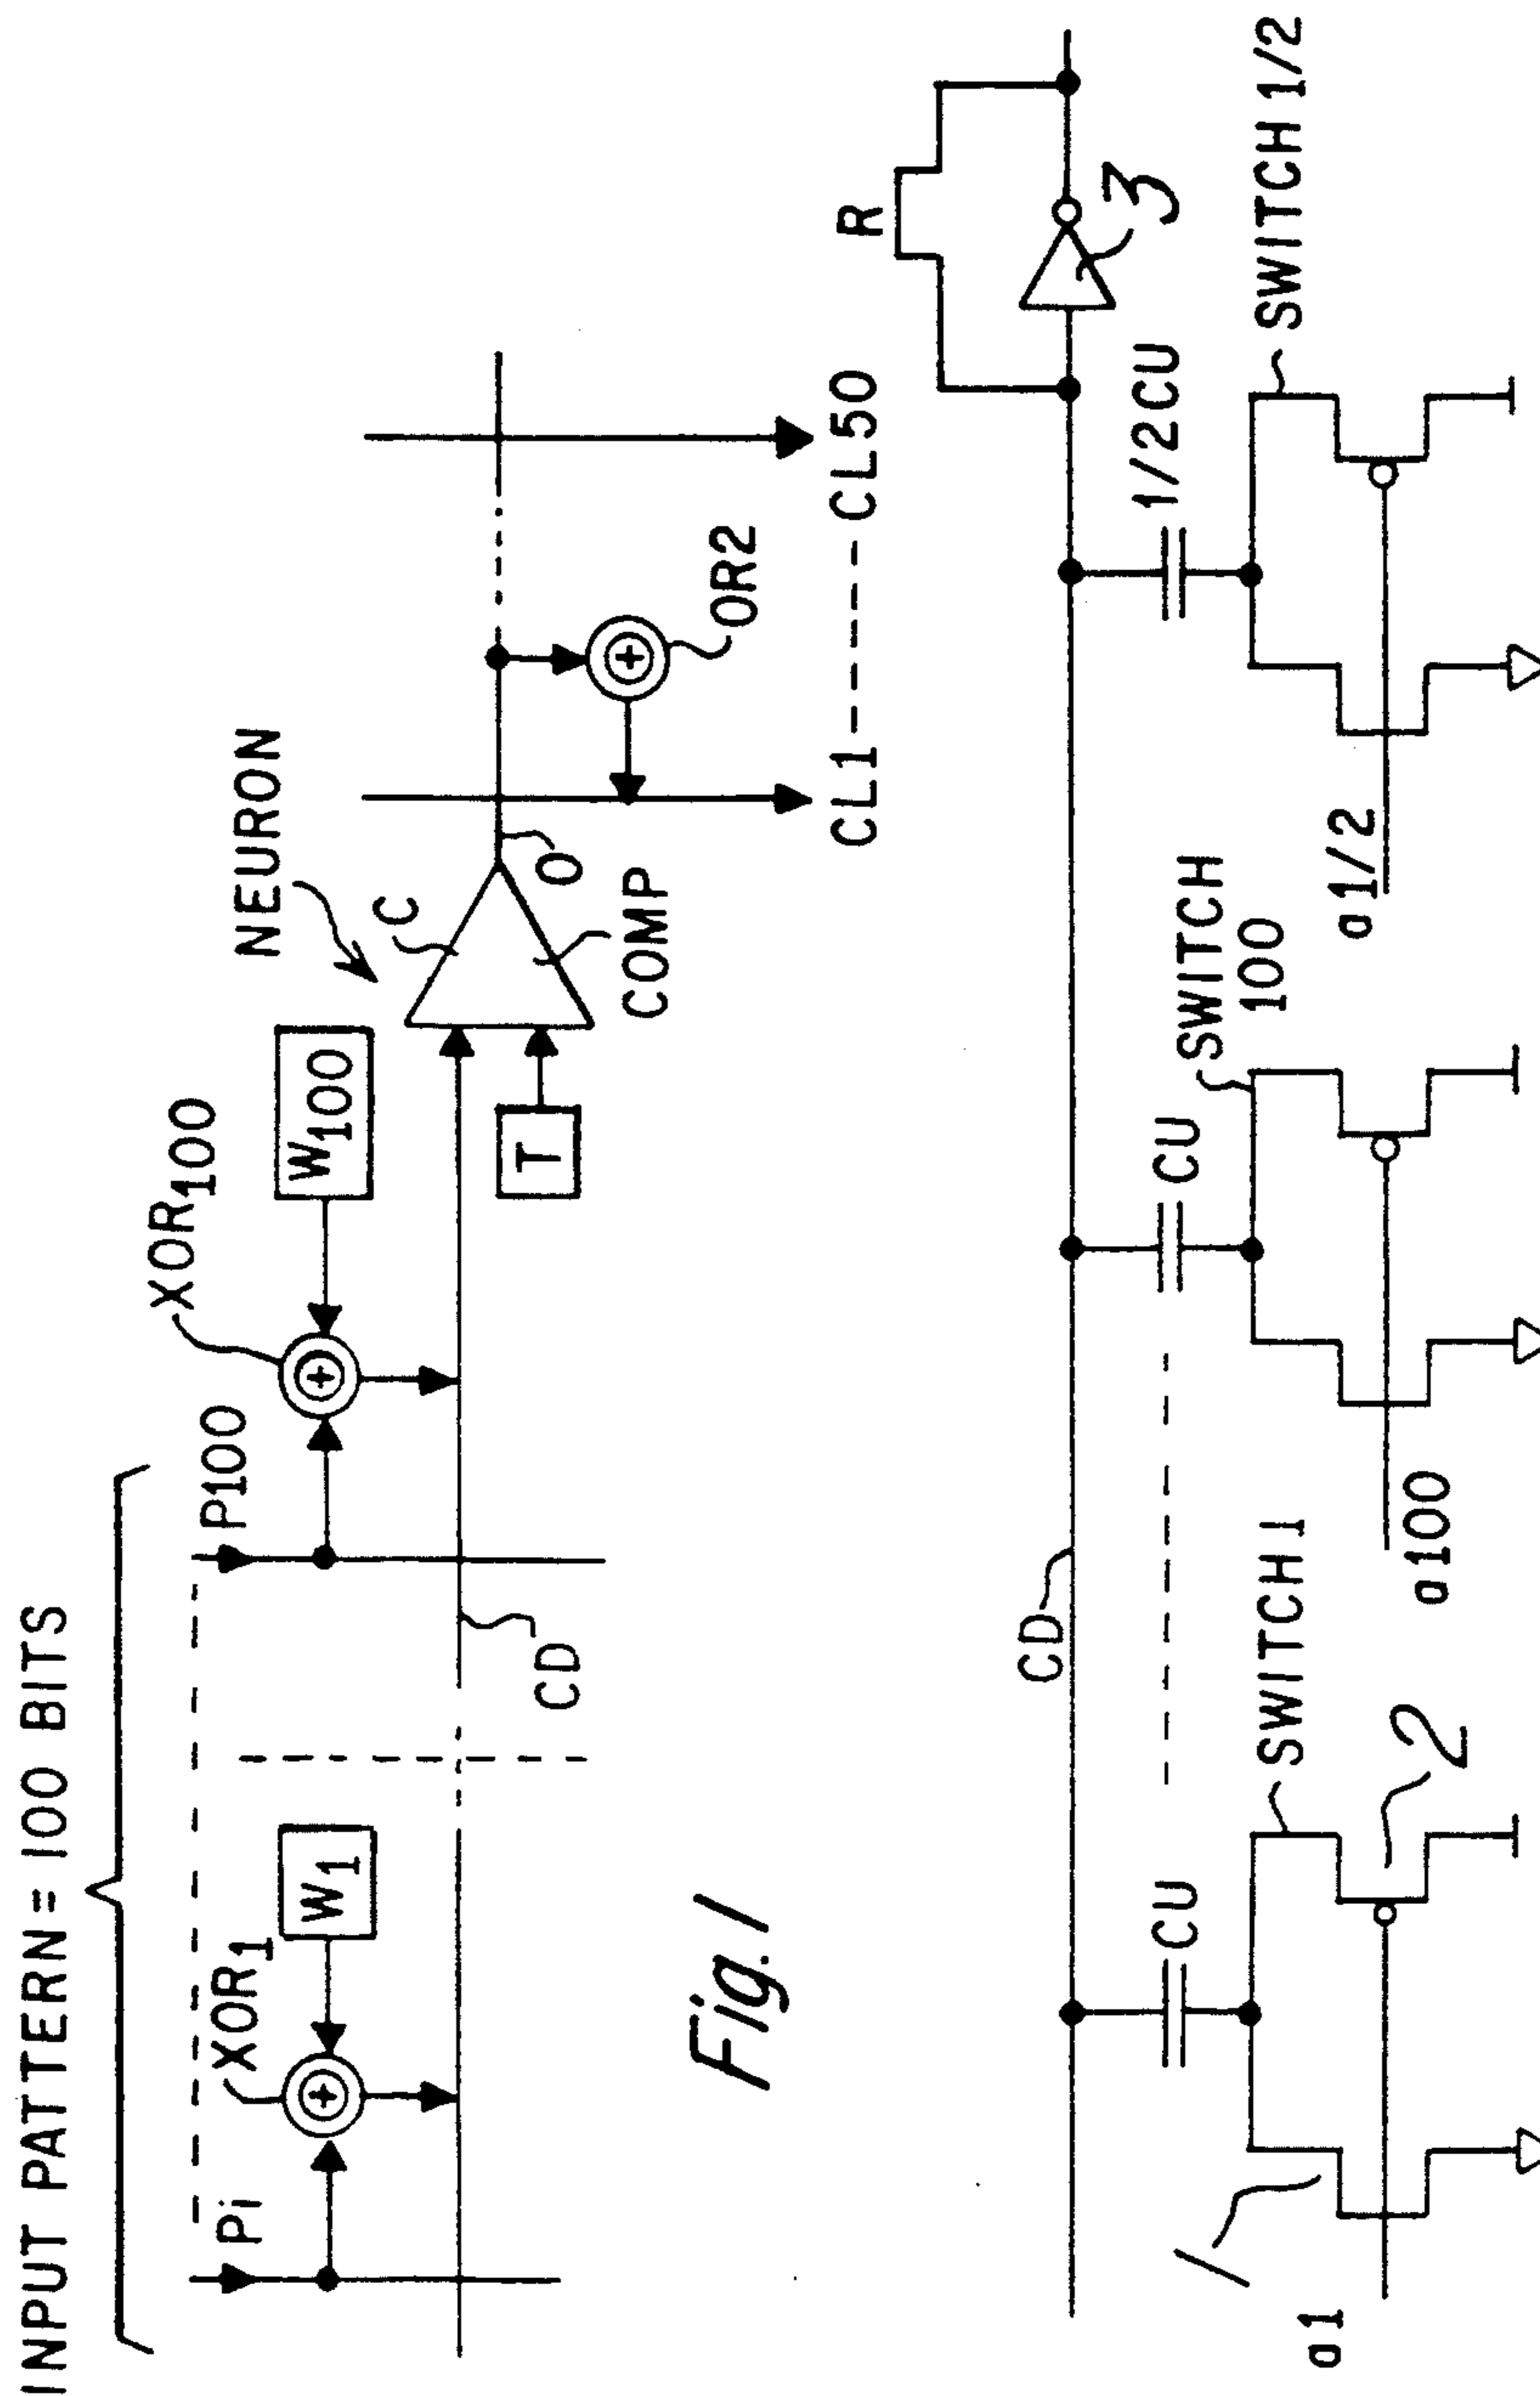 INPUT PATTERN = 100 BITS
Pi
XOR1
W1
P100
XOR100
W100
CD
T
NEURON
C
COMP
O
OR2
CL1 ----- CL50
Fig. 1
CD
R
3
CU
CU
1/2CU
SWITCH 1
SWITCH
100
SWITCH 1/2
1
2
a1
a100
a1/2